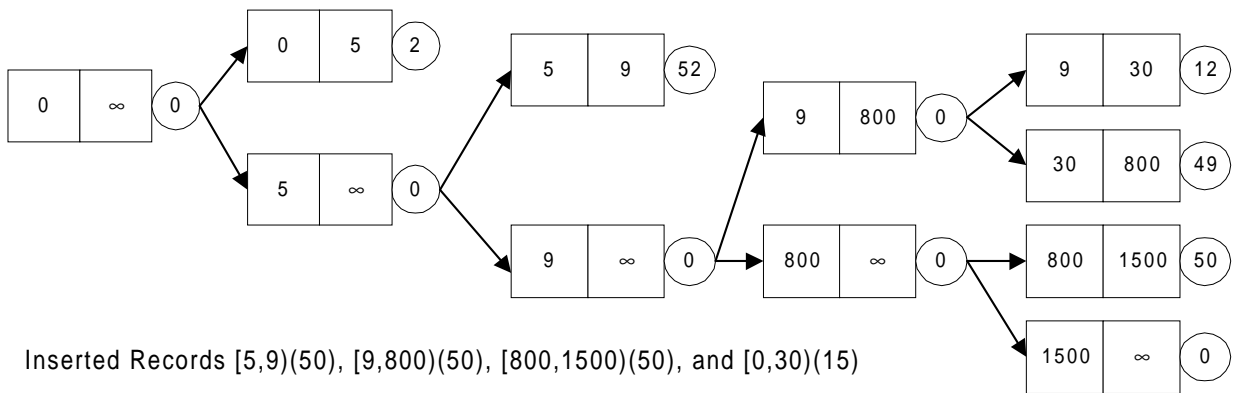 0 ∞ 0
0 5 2
5 ∞ 0
5 9 52
9 ∞ 0
9 800 0
800 ∞ 0
9 30 12
30 800 49
800 1500 50
1500 ∞ 0
Inserted Records [5,9)(50), [9,800)(50), [800,1500)(50), and [0,30)(15)